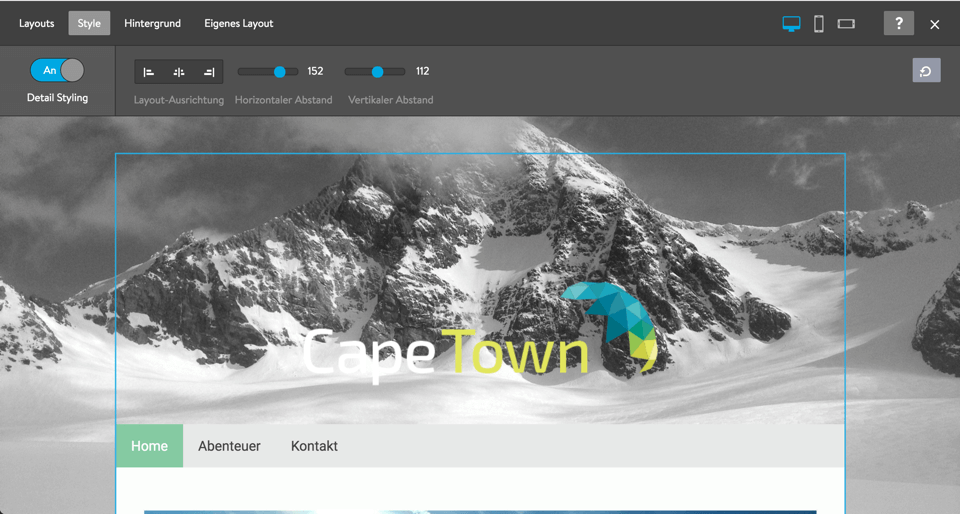 Layouts Style Hintergrund Eigenes Layout ?
An 152 112
Detail Styling Layout-Ausrichtung Horizontaler Abstand Vertikaler Abstand
CapeTown
Home Abenteuer Kontakt